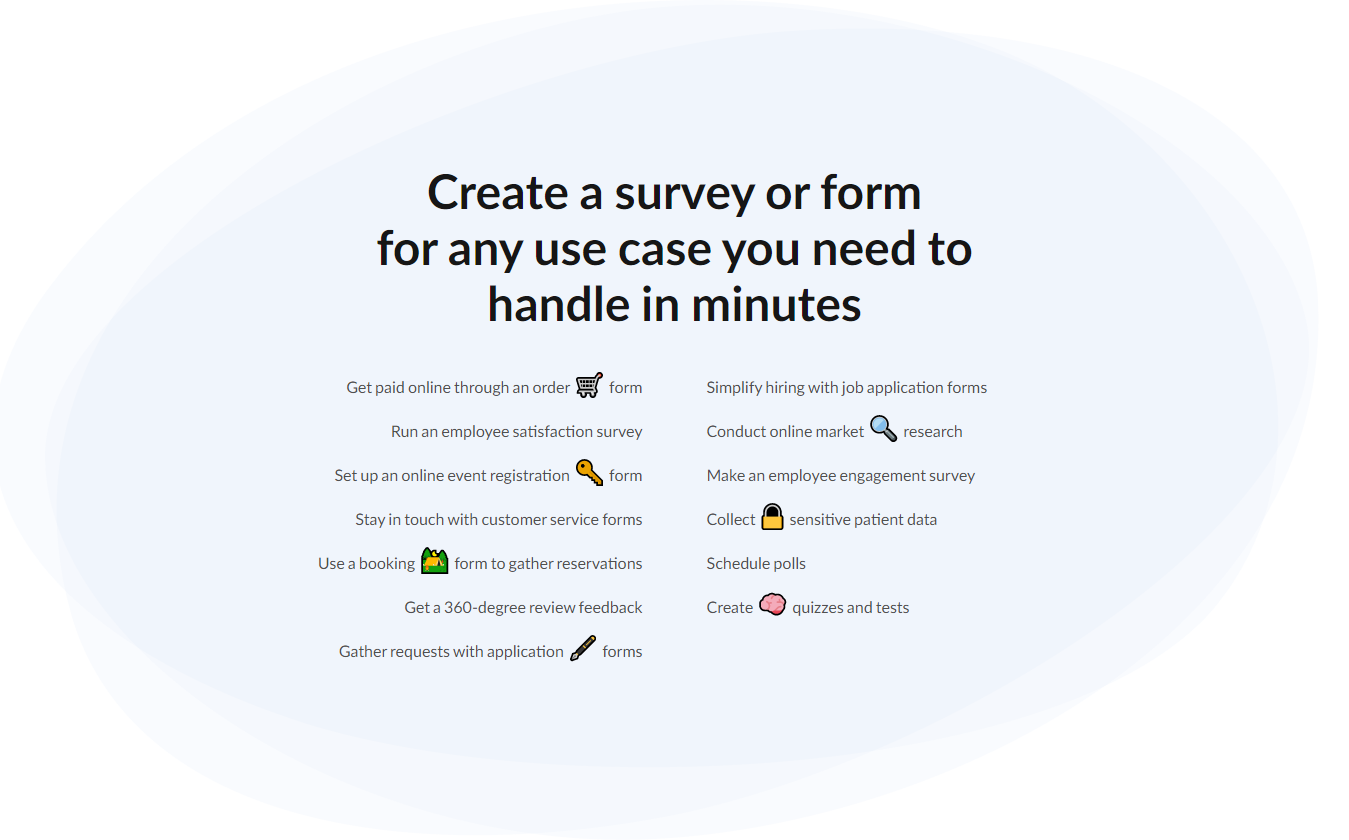 Create a survey or form
for any use case you need to
handle in minutes
Get paid online through an order form
Run an employee satisfaction survey
Set up an online event registration form
Stay in touch with customer service forms
Use a booking form to gather reservations
Get a 360-degree review feedback
Gather requests with application forms
Simplify hiring with job application forms
Conduct online market research
Make an employee engagement survey
Collect sensitive patient data
Schedule polls
Create quizzes and tests